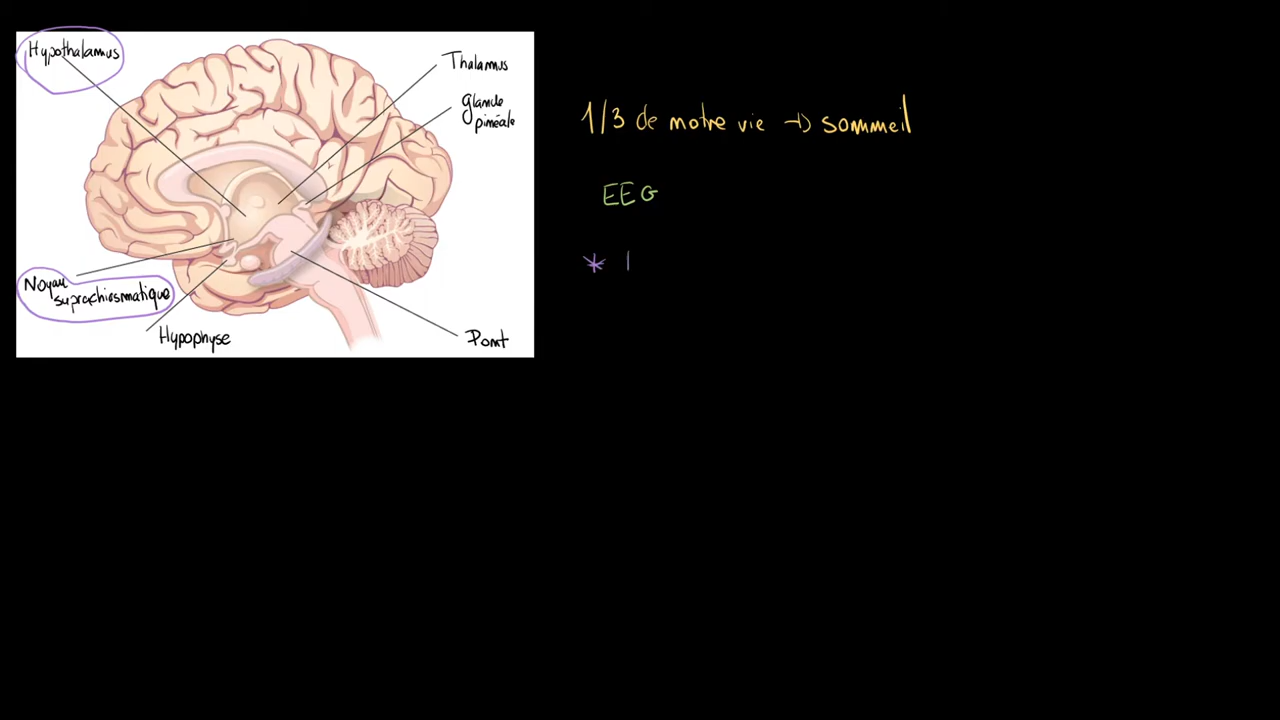 Hypothalamus
Thalamus
Glande
pinéale
Noyau
suprachiasmatique
Hypophyse
Pont
1/3 de notre vie → sommeil
EEG
* |